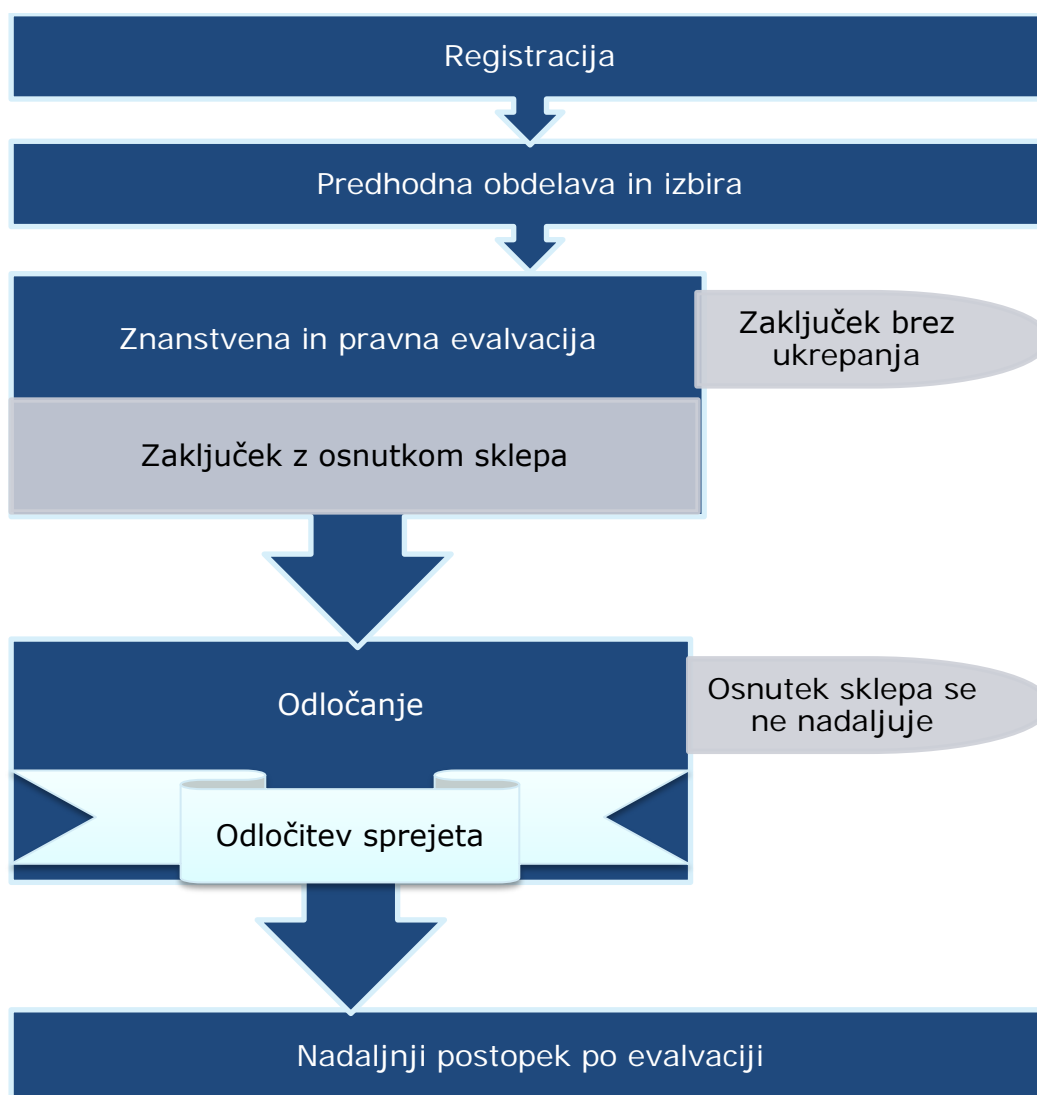 Registracija
Predhodna obdelava in izbira
Znanstvena in pravna evalvacija
Zaključek brez
ukrepanja
Zaključek z osnutkom sklepa
Odločanje
Osnutek sklepa se
ne nadaljuje
Odločitev sprejeta
Nadaljnji postopek po evalvaciji